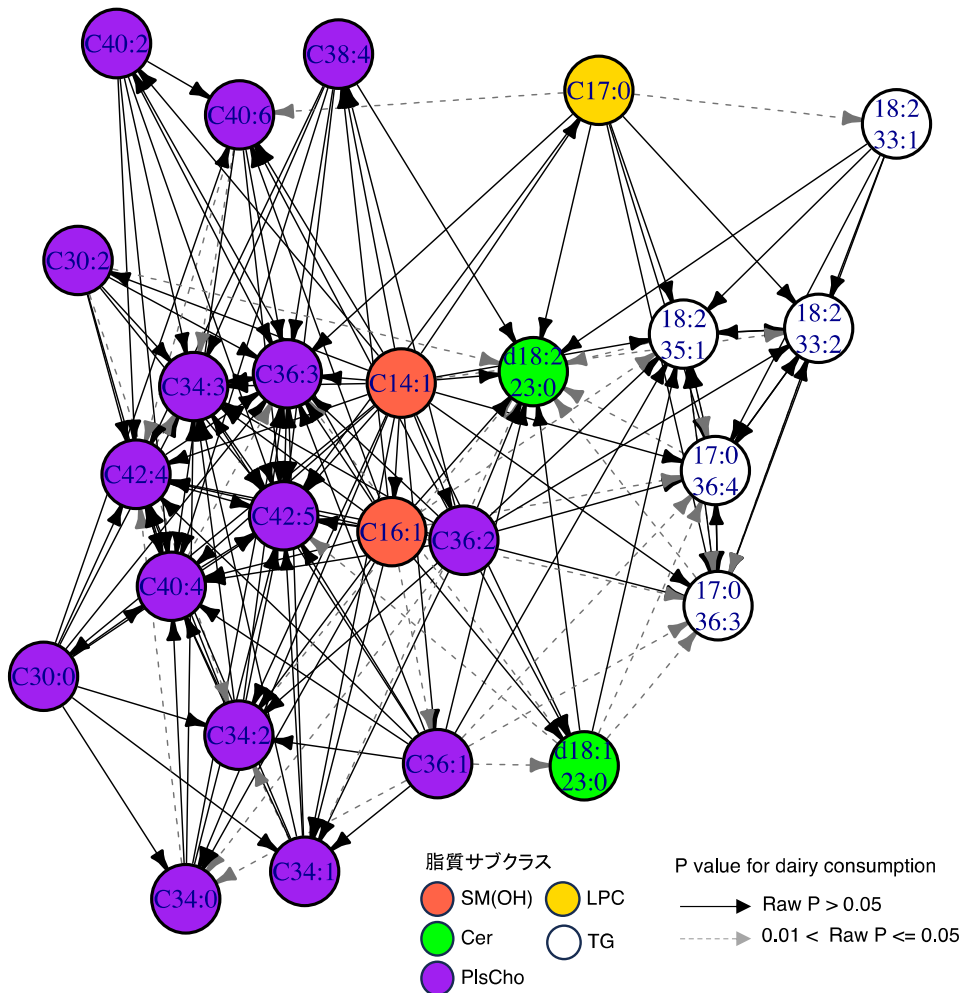 C40:2
C38:4
C17:0
C40:6
18:2
33:1
C30:2
18:2
33:2
18:2
35:1
d18:2
23:0
C36:3
C34:3
C14:1
C42:4
17:0
36:4
C42:5
C16:1
C36:2
C40:4
17:0
36:3
C30:0
C34:2
C36:1
d18:1
23:0
C34:1
C34:0
脂質サブクラス
SM(OH)
LPC
Cer
TG
PlsCho
P value for dairy consumption
Raw P > 0.05
0.01 < Raw P <= 0.05